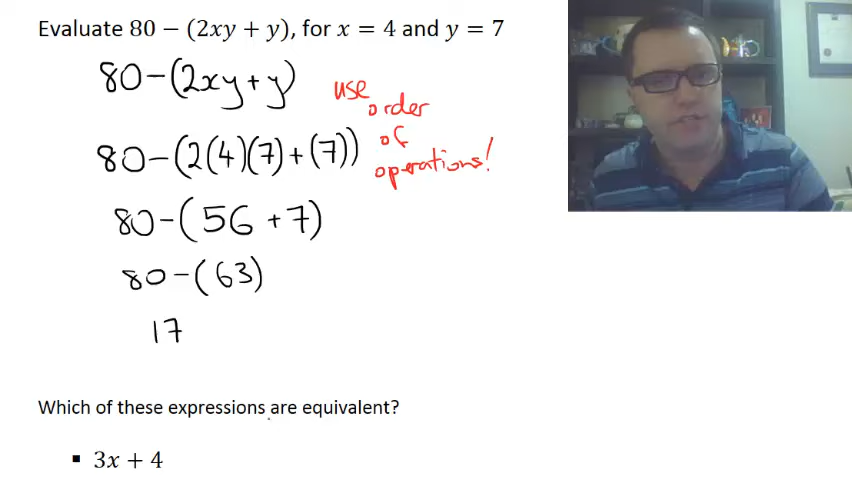 Evaluate 80 − (2xy + y), for x = 4 and y = 7
80-(2xy+y)
use
order
of
operations!
80-(2(4)(7)+(7))
80-(56+7)
80-(63)
17
Which of these expressions are equivalent?
▪ 3x + 4